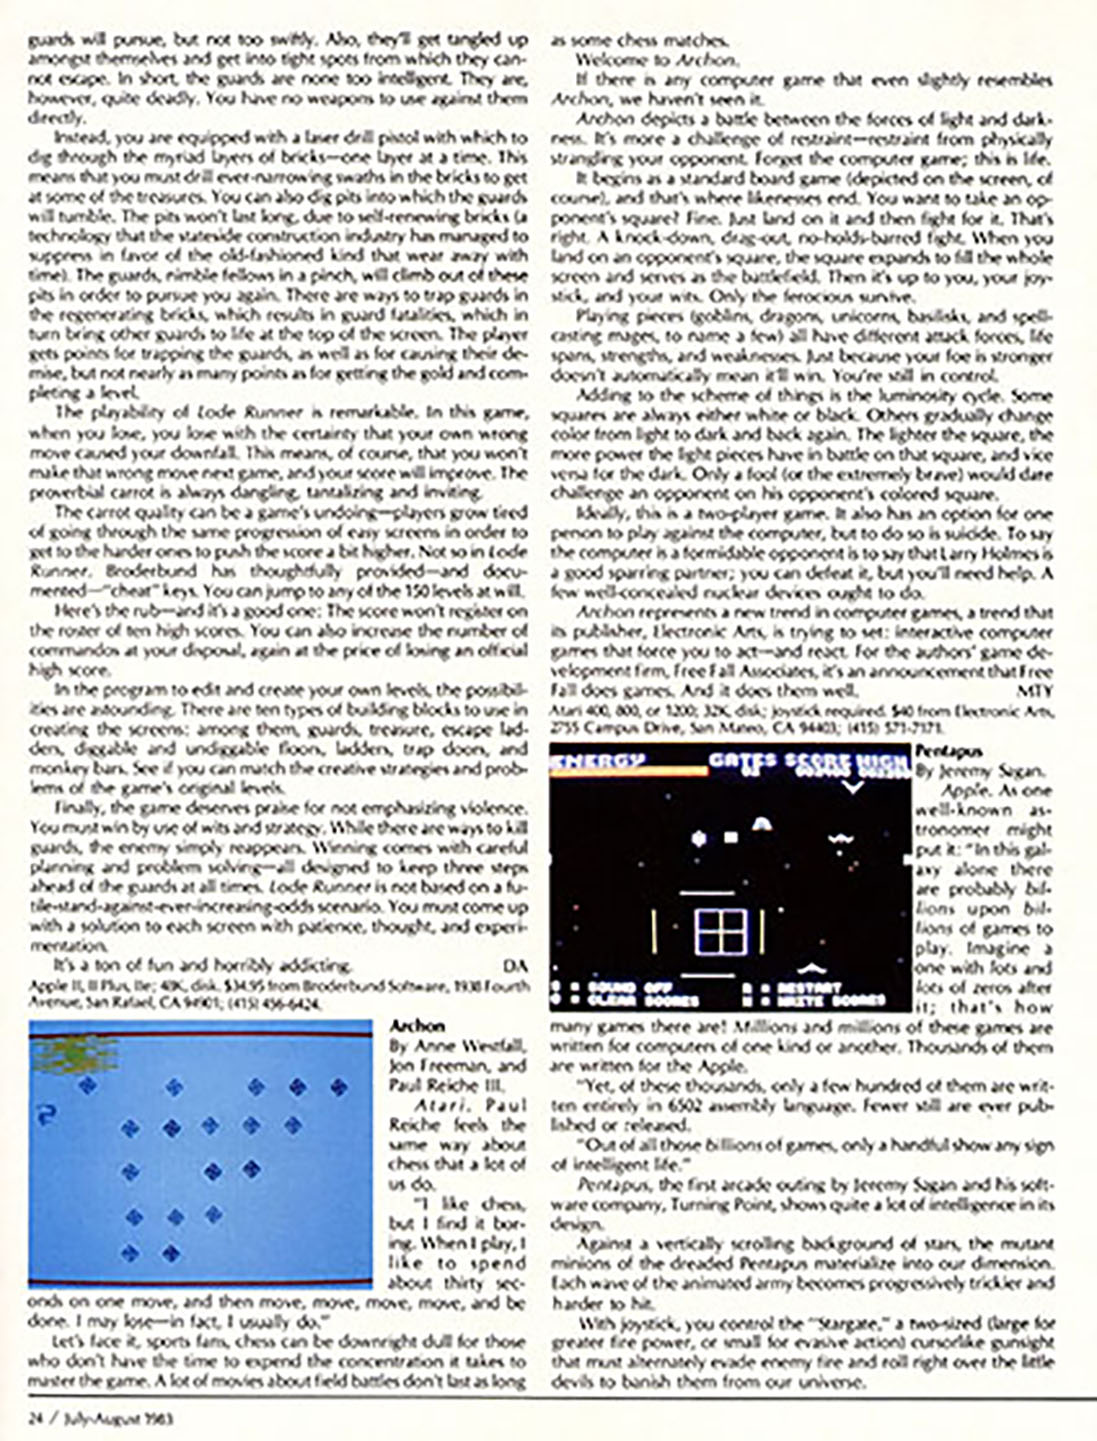 guards will pursue, but not too swiftly. Also, they'll get tangled up
amongst themselves and get into tight spots from which they can-
not escape. In short, the guards are none too intelligent. They are,
however, quite deadly. You have no weapons to use against them
directly.
Instead, you are equipped with a laser drill pistol with which to
dig through the myriad layers of bricks—one layer at a time. This
means that you must drill ever-narrowing swaths in the bricks to get
at some of the treasures. You can also dig pits into which the guards
will tumble. The pits won't last long, due to self-renewing bricks (a
technology that the stateside construction industry has managed to
suppress in favor of the old-fashioned kind that wear away with
time). The guards, nimble fellows in a pinch, will climb out of these
pits in order to pursue you again. There are ways to trap guards in
the regenerating bricks, which results in guard fatalities, which in
turn bring other guards to life at the top of the screen. The player
gets points for trapping the guards, as well as for causing their de-
mise, but not nearly as many points as for getting the gold and com-
pleting a level.
The playability of Lode Runner is remarkable. In this game,
when you lose, you lose with the certainty that your own wrong
move caused your downfall. This means, of course, that you won't
make that wrong move next game, and your score will improve. The
proverbial carrot is always dangling, tantalizing and inviting.
The carrot quality can be a game's undoing—players grow tired
of going through the same progression of easy screens in order to
get to the harder ones to push the score a bit higher. Not so in Lode
Runner. Broderbund has thoughtfully provided—and docu-
mented—"cheat" keys. You can jump to any of the 150 levels at will.
Here's the rub—and it's a good one: The score won't register on
the roster of ten high scores. You can also increase the number of
commandos at your disposal, again at the price of losing an official
high score.
In the program to edit and create your own levels, the possibil-
ities are astounding. There are ten types of building blocks to use in
creating the screens: among them, guards, treasure, escape lad-
ders, diggable and undiggable floors, ladders, trap doors, and
monkey bars. See if you can match the creative strategies and prob-
lems of the game's original levels.
Finally, the game deserves praise for not emphasizing violence.
You must win by use of wits and strategy. While there are ways to kill
guards, the enemy simply reappears. Winning comes with careful
planning and problem solving—all designed to keep three steps
ahead of the guards at all times. Lode Runner is not based on a fu-
tile-stand-against-ever-increasing-odds scenario. You must come up
with a solution to each screen with patience, thought, and experi-
mentation.
It's a ton of fun and horribly addicting. DA
Apple II, II Plus, IIe; 48K, disk. $34.95 from Broderbund Software, 1938 Fourth
Avenue, San Rafael, CA 94901; (415) 456-6424.
Archon
By Anne Westfall,
Jon Freeman, and
Paul Reiche III.
Atari. Paul
Reiche feels the
same way about
chess that a lot of
us do.
"I like chess,
but I find it bor-
ing. When I play, I
like to spend
about thirty sec-
onds on one move, and then move, move, move, move, and be
done. I may lose—in fact, I usually do."
Let's face it, sports fans, chess can be downright dull for those
who don't have the time to expend the concentration it takes to
master the game. A lot of movies about field battles don't last as long
as some chess matches.
Welcome to Archon.
If there is any computer game that even slightly resembles
Archon, we haven't seen it.
Archon depicts a battle between the forces of light and dark-
ness. It's more a challenge of restraint—restraint from physically
strangling your opponent. Forget the computer game; this is life.
It begins as a standard board game (depicted on the screen, of
course), and that's where likenesses end. You want to take an op-
ponent's square? Fine. Just land on it and then fight for it. That's
right. A knock-down, drag-out, no-holds-barred fight. When you
land on an opponent's square, the square expands to fill the whole
screen and serves as the battlefield. Then it's up to you, your joy-
stick, and your wits. Only the ferocious survive.
Playing pieces (goblins, dragons, unicorns, basilisks, and spell-
casting mages, to name a few) all have different attack forces, life
spans, strengths, and weaknesses. Just because your foe is stronger
doesn't automatically mean it'll win. You're still in control.
Adding to the scheme of things is the luminosity cycle. Some
squares are always either white or black. Others gradually change
color from light to dark and back again. The lighter the square, the
more power the light pieces have in battle on that square, and vice
versa for the dark. Only a fool (or the extremely brave) would dare
challenge an opponent on his opponent's colored square.
Ideally, this is a two-player game. It also has an option for one
person to play against the computer, but to do so is suicide. To say
the computer is a formidable opponent is to say that Larry Holmes is
a good sparring partner; you can defeat it, but you'll need help. A
few well-concealed nuclear devices ought to do.
Archon represents a new trend in computer games, a trend that
its publisher, Electronic Arts, is trying to set: interactive computer
games that force you to act—and react. For the authors' game de-
velopment firm, Free Fall Associates, it's an announcement that Free
Fall does games. And it does them well. MTY
Atari 400, 800, or 1200; 32K, disk; joystick required. $40 from Electronic Arts,
2755 Campus Drive, San Mateo, CA 94403; (415) 571-7171.
ENERGY GATES SCORE HIGH
S = SOUND OFF R = RESTART
C = CLEAR SCORES W = WRITE SCORES
Pentapus
By Jeremy Sagan.
Apple. As one
well-known as-
tronomer might
put it: "In this gal-
axy alone there
are probably bil-
lions upon bil-
lions of games to
play. Imagine a
one with lots and
lots of zeros after
it; that's how
many games there are! Millions and millions of these games are
written for computers of one kind or another. Thousands of them
are written for the Apple.
"Yet, of these thousands, only a few hundred of them are writ-
ten entirely in 6502 assembly language. Fewer still are ever pub-
lished or released.
"Out of all those billions of games, only a handful show any sign
of intelligent life."
Pentapus, the first arcade outing by Jeremy Sagan and his soft-
ware company, Turning Point, shows quite a lot of intelligence in its
design.
Against a vertically scrolling background of stars, the mutant
minions of the dreaded Pentapus materialize into our dimension.
Each wave of the animated army becomes progressively trickier and
harder to hit.
With joystick, you control the "Stargate," a two-sized (large for
greater fire power, or small for evasive action) cursorlike gunsight
that must alternately evade enemy fire and roll right over the little
devils to banish them from our universe.
24 / July-August 1983